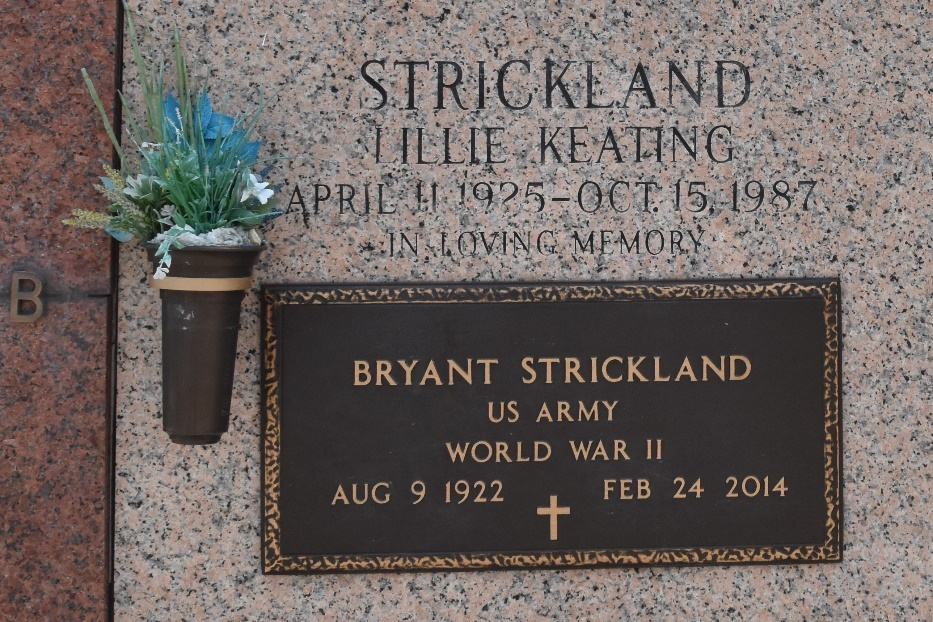 STRICKLAND
LILLIE KEATING
APRIL 11 1925-OCT. 15, 1987
IN LOVING MEMORY
B
BRYANT STRICKLAND
US ARMY
WORLD WAR II
AUG 9 1922 FEB 24 2014